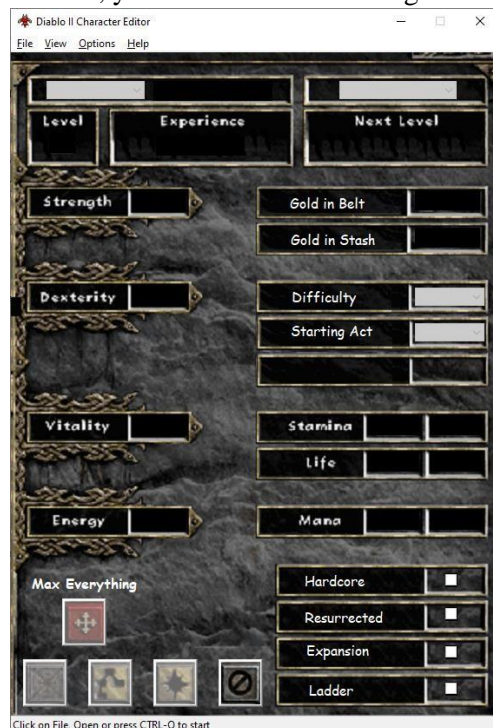 Diablo II Character Editor
File View Options Help
Level Experience Next Level
Strength Gold in Belt
Gold in Stash
Dexterity Difficulty
Starting Act
Vitality Stamina
Life
Energy Mana
Max Everything Hardcore
Resurrected
Expansion
Ladder
Click on File, Open or press CTRL-O to start